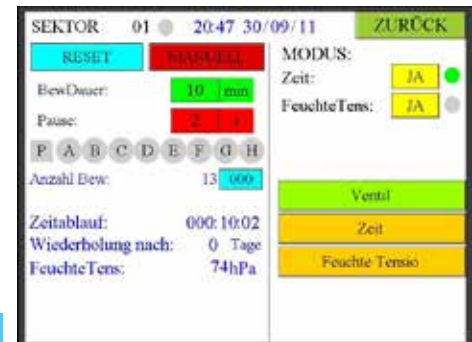 SEKTOR 01 20:47 30/09/11 ZURÜCK
RESET MANUELL
BewDauer: 10 min
Pause: 2 s
P A B C D E F G H
Anzahl Bew: 13 000
Zeitablauf: 000:10:02
Wiederholung nach: 0 Tage
FeuchteTens: 74hPa
MODUS:
Zeit: JA
FeuchteTens: JA
Ventil
Zeit
Feuchte Tensio